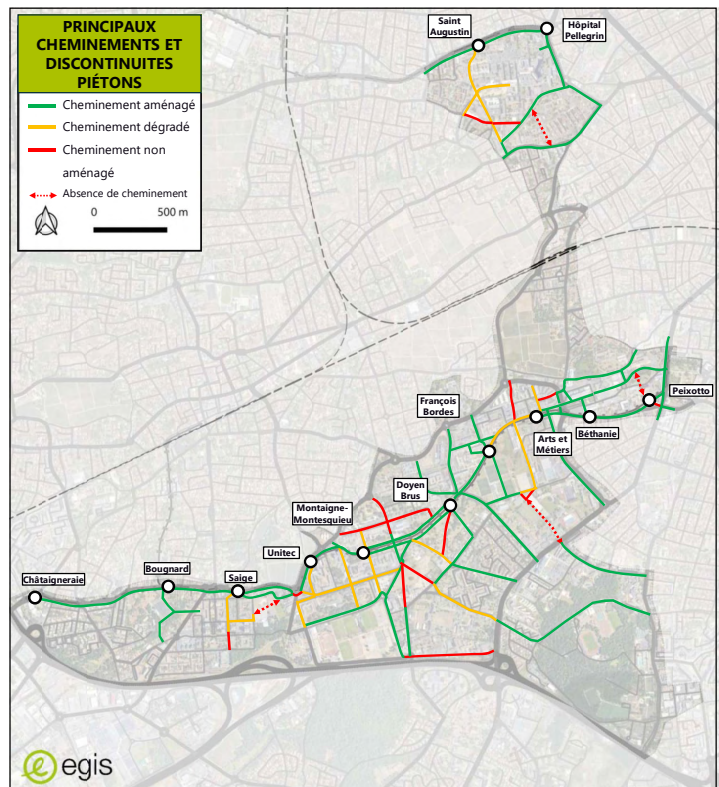 PRINCIPAUX
CHEMINEMENTS ET
DISCONTINUITES
PIÉTONS
Cheminement aménagé
Cheminement dégradé
Cheminement non
aménagé
Absence de cheminement
0 500 m
Saint
Augustin
Hôpital
Pellegrin
François
Bordes
Peixotto
Arts et
Métiers
Béthanie
Doyen
Brus
Montaigne-
Montesquieu
Unitec
Bougnard
Saige
Châtaigneraie
egis